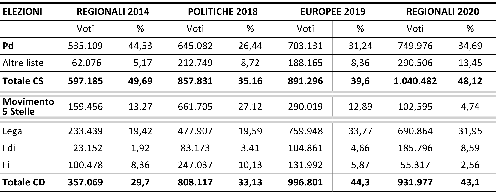 ELEZIONI REGIONALI 2014 POLITICHE 2018 EUROPEE 2019 REGIONALI 2020
Voti % Voti % Voti % Voti %
Pd 535.109 44,53 645.082 26,44 703.131 31,24 749.976 34,69
Altre liste 62.076 5,17 212.749 8,72 188.165 8,36 290.506 13,45
Totale CS 597.185 49,69 857.831 35.16 891.296 39,6 1.040.482 48,12
Movimento 5 Stelle 159.456 13,27 661.705 27,12 290.019 12,89 102.595 4,74
Lega 233.439 19,42 477.907 19,59 759.948 33,77 690.864 31,95
FdI 23.152 1,92 83.173 3.41 104.861 4,66 185.796 8,59
FI 100.478 8,36 247.037 10,13 131.992 5,87 55.317 2,56
Totale CD 357.069 29,7 808.117 33,13 996.801 44,3 931.977 43,1